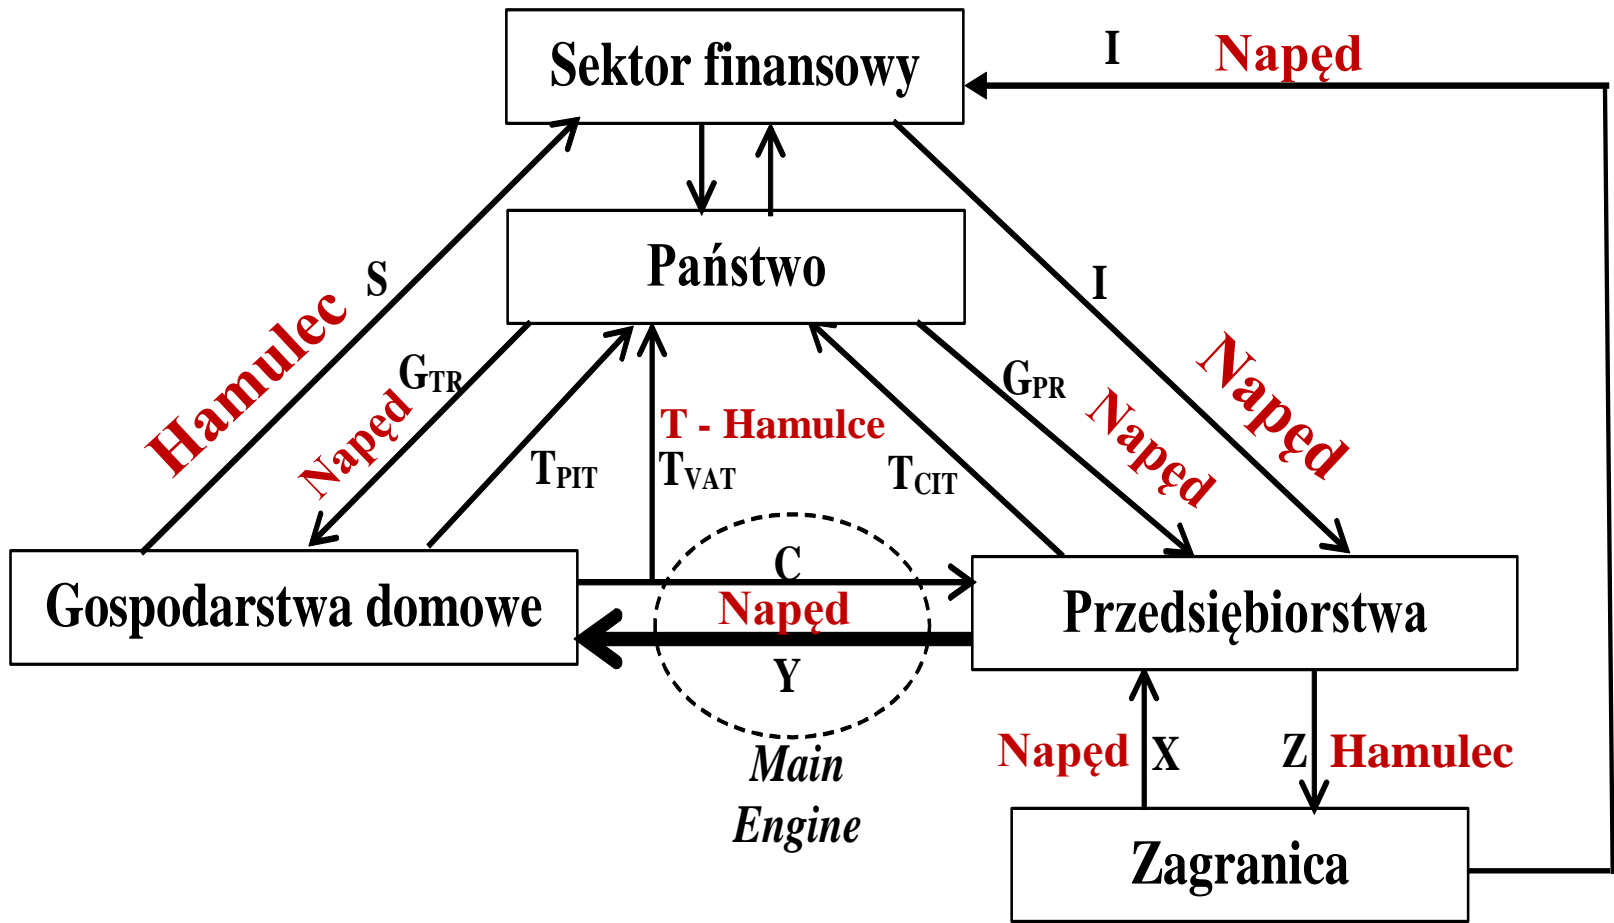 I
Napęd
Sektor finansowy
Państwo
S
Hamulec
I
Napęd
GTR
Napęd
GPR
Napęd
T - Hamulce
TPIT
TVAT
TCIT
C
Napęd
Y
Gospodarstwa domowe
Przedsiębiorstwa
Main
Engine
Napęd
X
Z
Hamulec
Zagranica